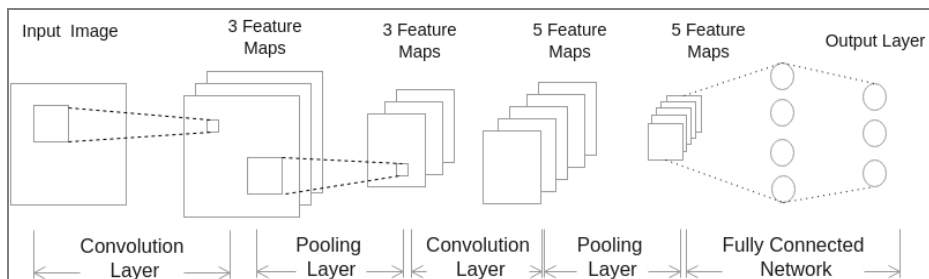 Input Image
3 Feature
Maps
3 Feature
Maps
5 Feature
Maps
5 Feature
Maps
Output Layer
Convolution
Layer
Pooling
Layer
Convolution
Layer
Pooling
Layer
Fully Connected
Network